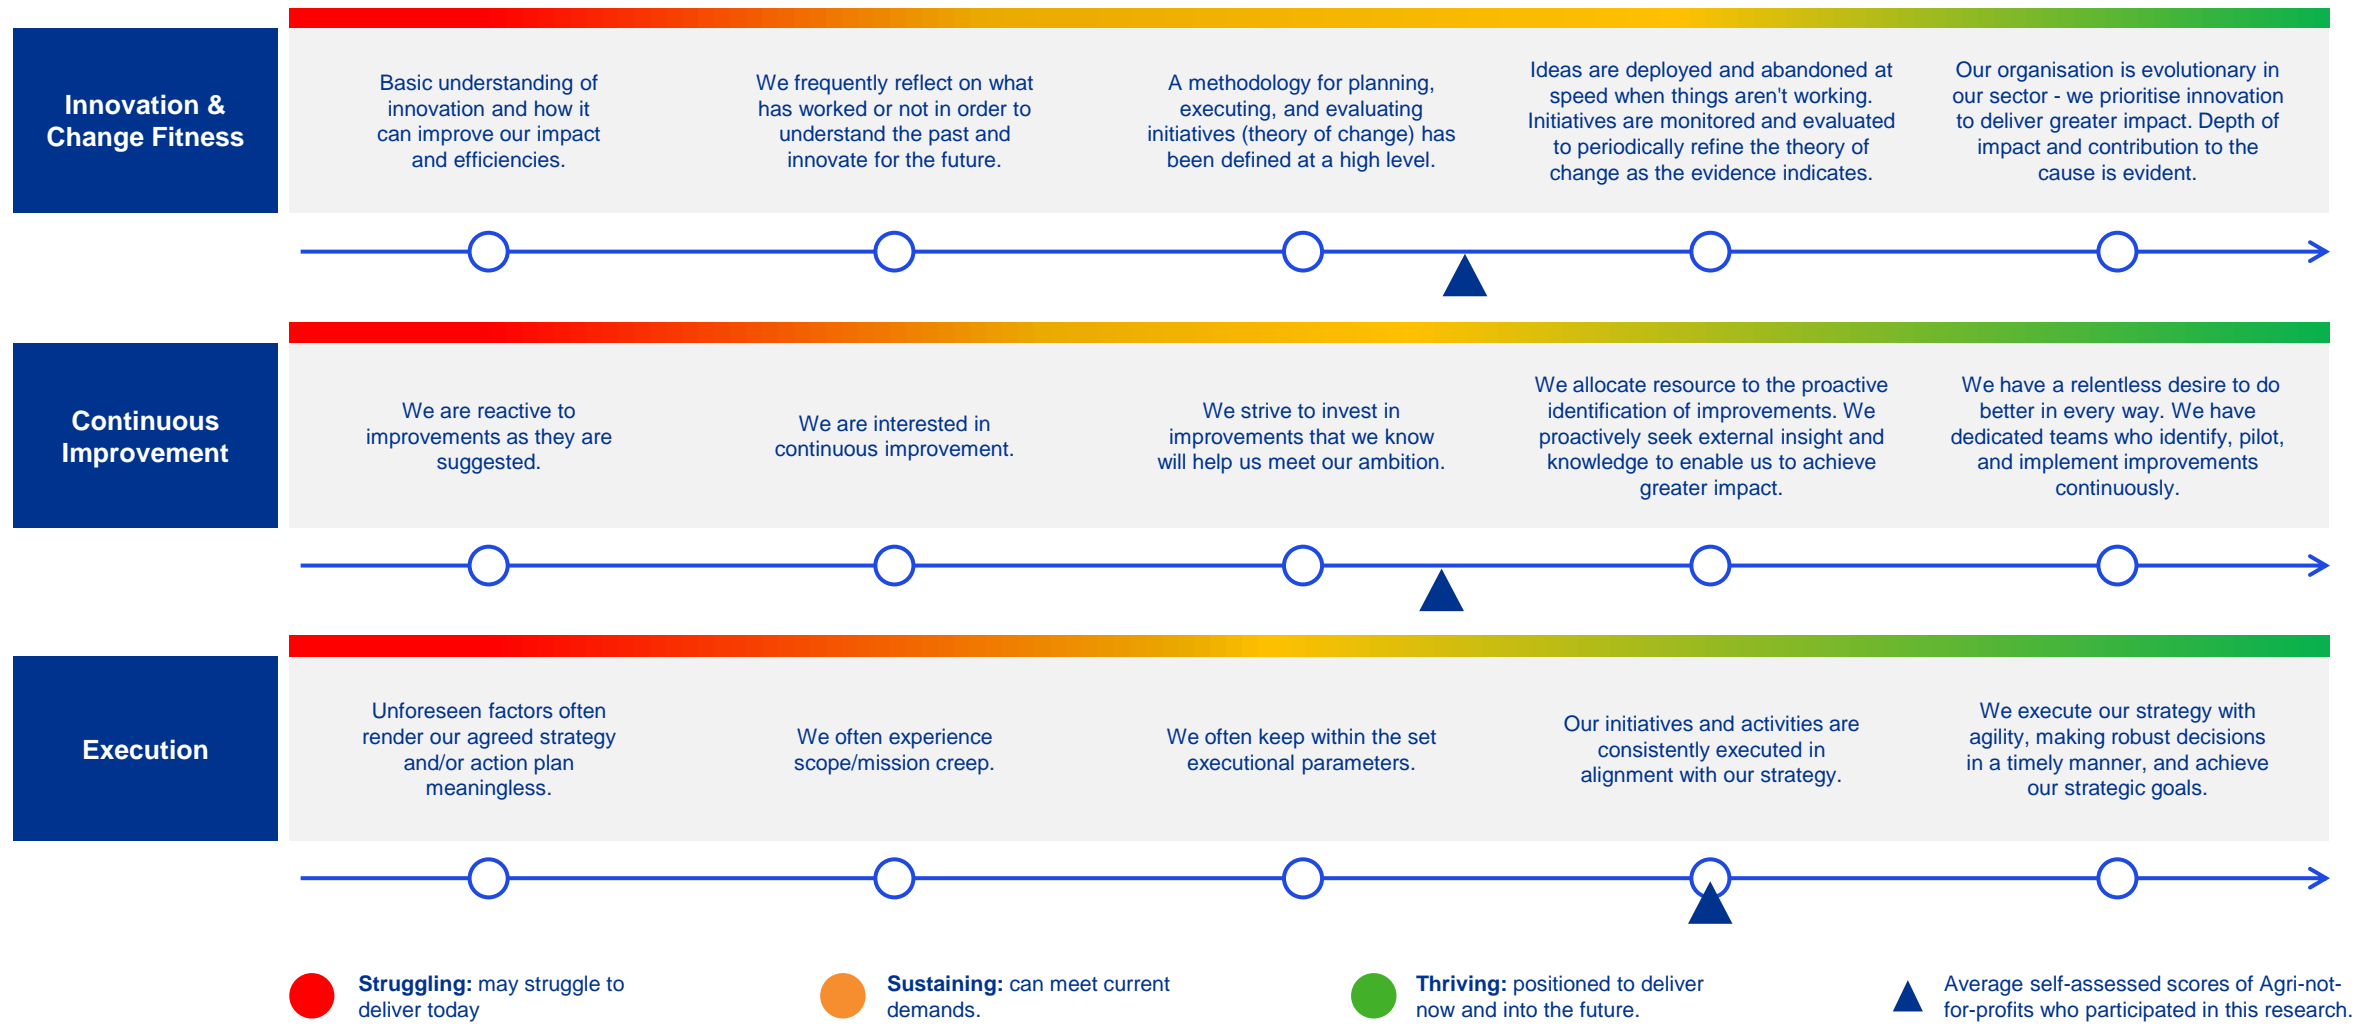 Innovation &
Change Fitness
Basic understanding of
innovation and how it
can improve our impact
and efficiencies.
We frequently reflect on what
has worked or not in order to
understand the past and
innovate for the future.
A methodology for planning,
executing, and evaluating
initiatives (theory of change) has
been defined at a high level.
Ideas are deployed and abandoned at
speed when things aren't working.
Initiatives are monitored and evaluated
to periodically refine the theory of
change as the evidence indicates.
Our organisation is evolutionary in
our sector - we prioritise innovation
to deliver greater impact. Depth of
impact and contribution to the
cause is evident.
Continuous
Improvement
We are reactive to
improvements as they are
suggested.
We are interested in
continuous improvement.
We strive to invest in
improvements that we know
will help us meet our ambition.
We allocate resource to the proactive
identification of improvements. We
proactively seek external insight and
knowledge to enable us to achieve
greater impact.
We have a relentless desire to do
better in every way. We have
dedicated teams who identify, pilot,
and implement improvements
continuously.
Execution
Unforeseen factors often
render our agreed strategy
and/or action plan
meaningless.
We often experience
scope/mission creep.
We often keep within the set
executional parameters.
Our initiatives and activities are
consistently executed in
alignment with our strategy.
We execute our strategy with
agility, making robust decisions
in a timely manner, and achieve
our strategic goals.
Struggling: may struggle to
deliver today
Sustaining: can meet current
demands.
Thriving: positioned to deliver
now and into the future.
Average self-assessed scores of Agri-not-
for-profits who participated in this research.